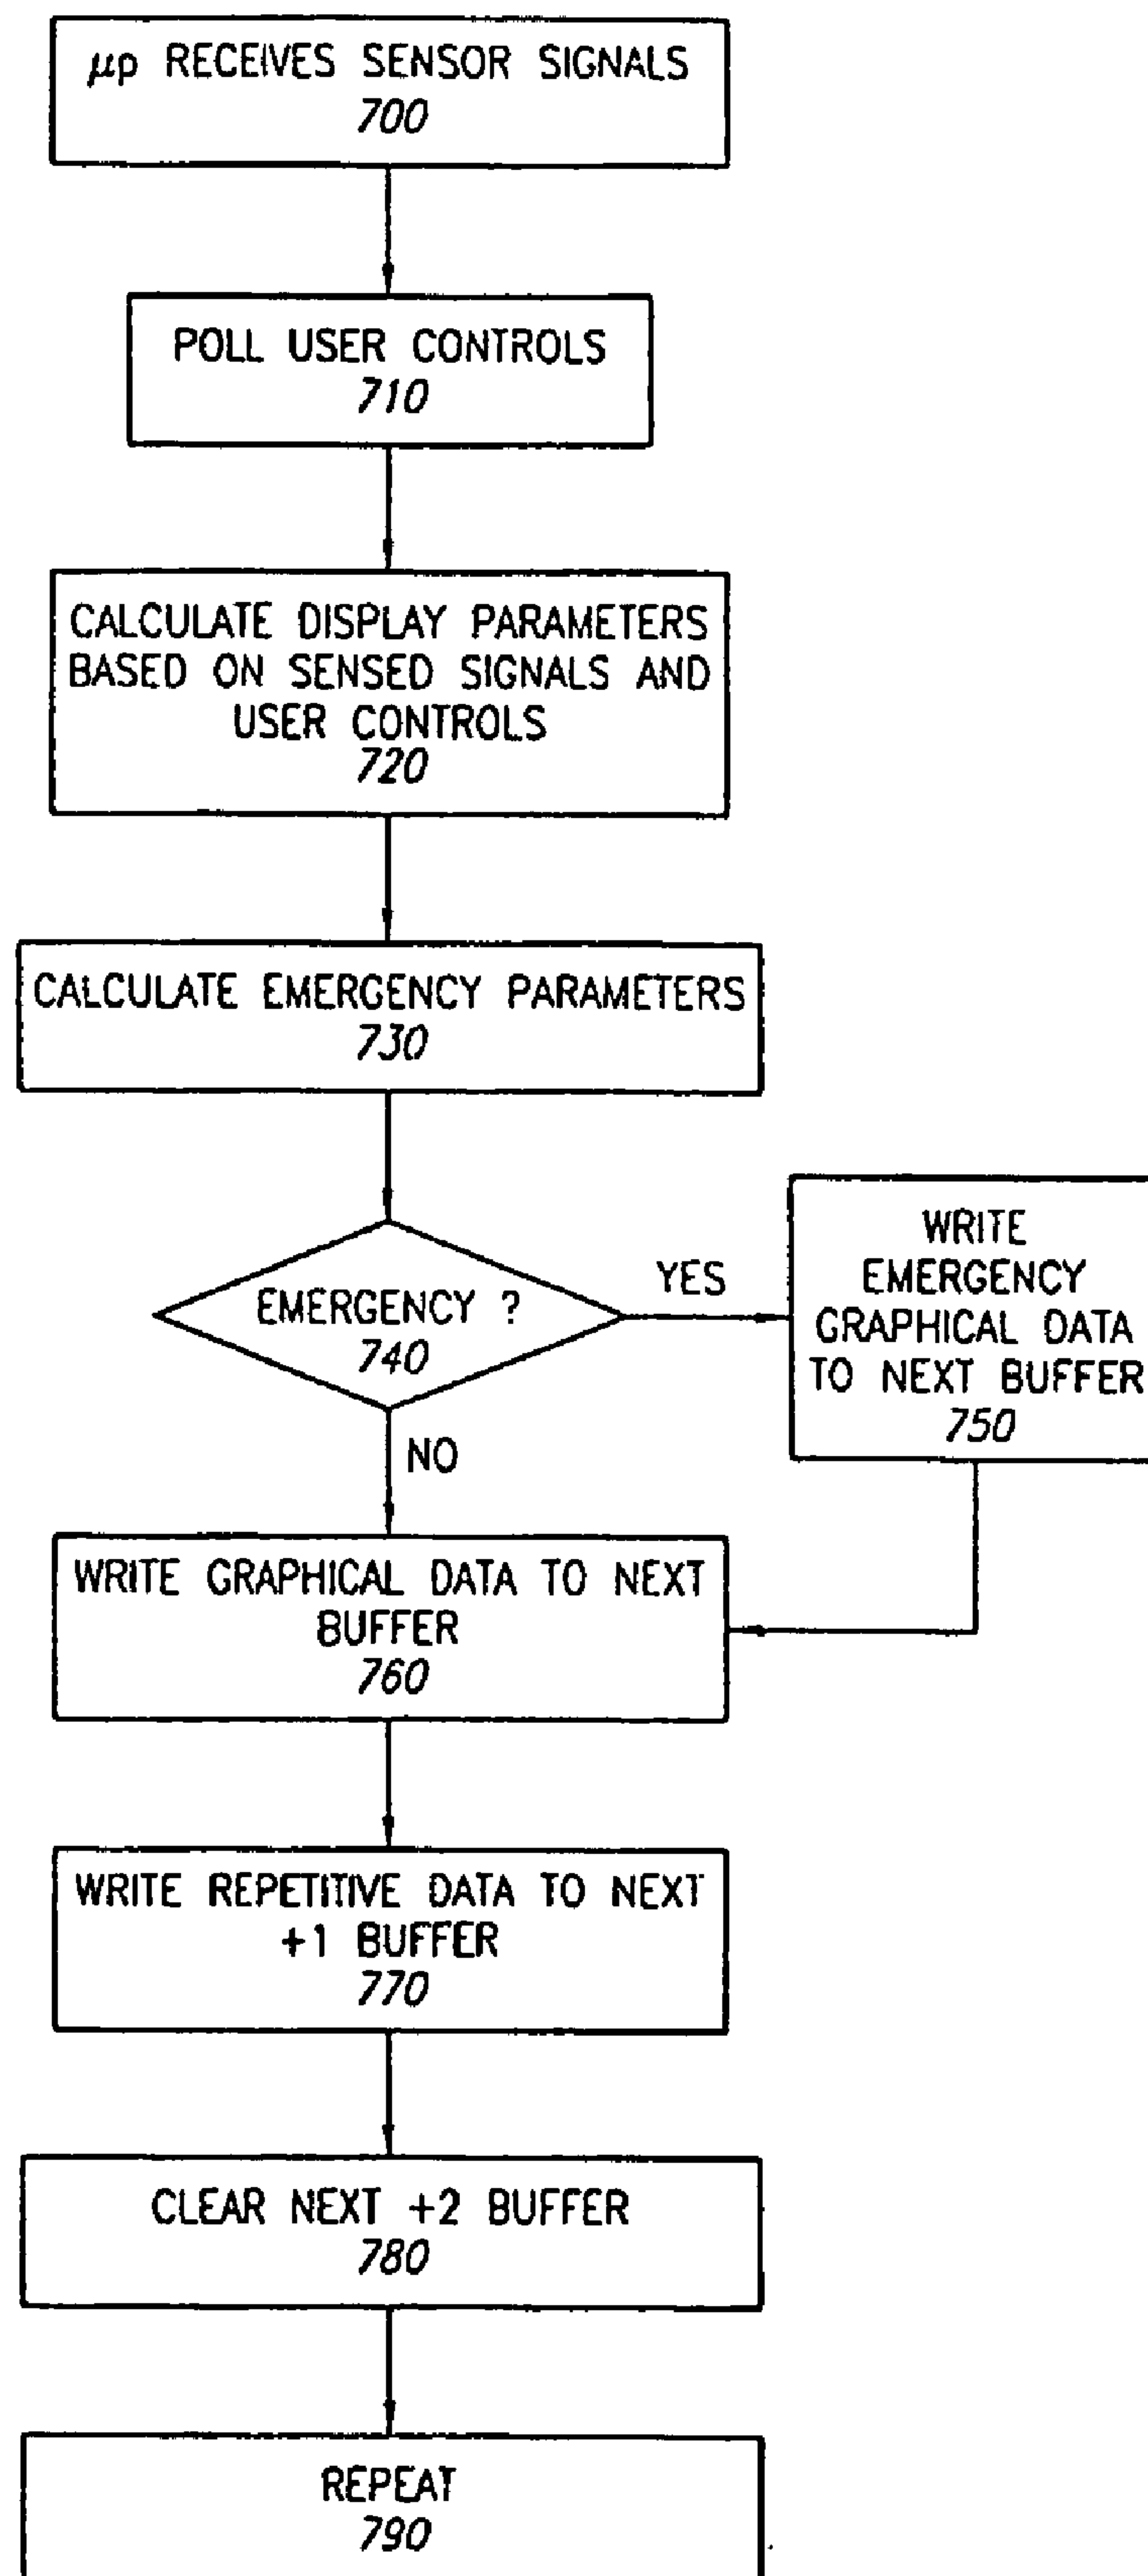 μp RECEIVES SENSOR SIGNALS
700
POLL USER CONTROLS
710
CALCULATE DISPLAY PARAMETERS
BASED ON SENSED SIGNALS AND
USER CONTROLS
720
CALCULATE EMERGENCY PARAMETERS
730
EMERGENCY ?
740
YES
WRITE
EMERGENCY
GRAPHICAL DATA
TO NEXT BUFFER
750
NO
WRITE GRAPHICAL DATA TO NEXT
BUFFER
760
WRITE REPETITIVE DATA TO NEXT
+1 BUFFER
770
CLEAR NEXT +2 BUFFER
780
REPEAT
790